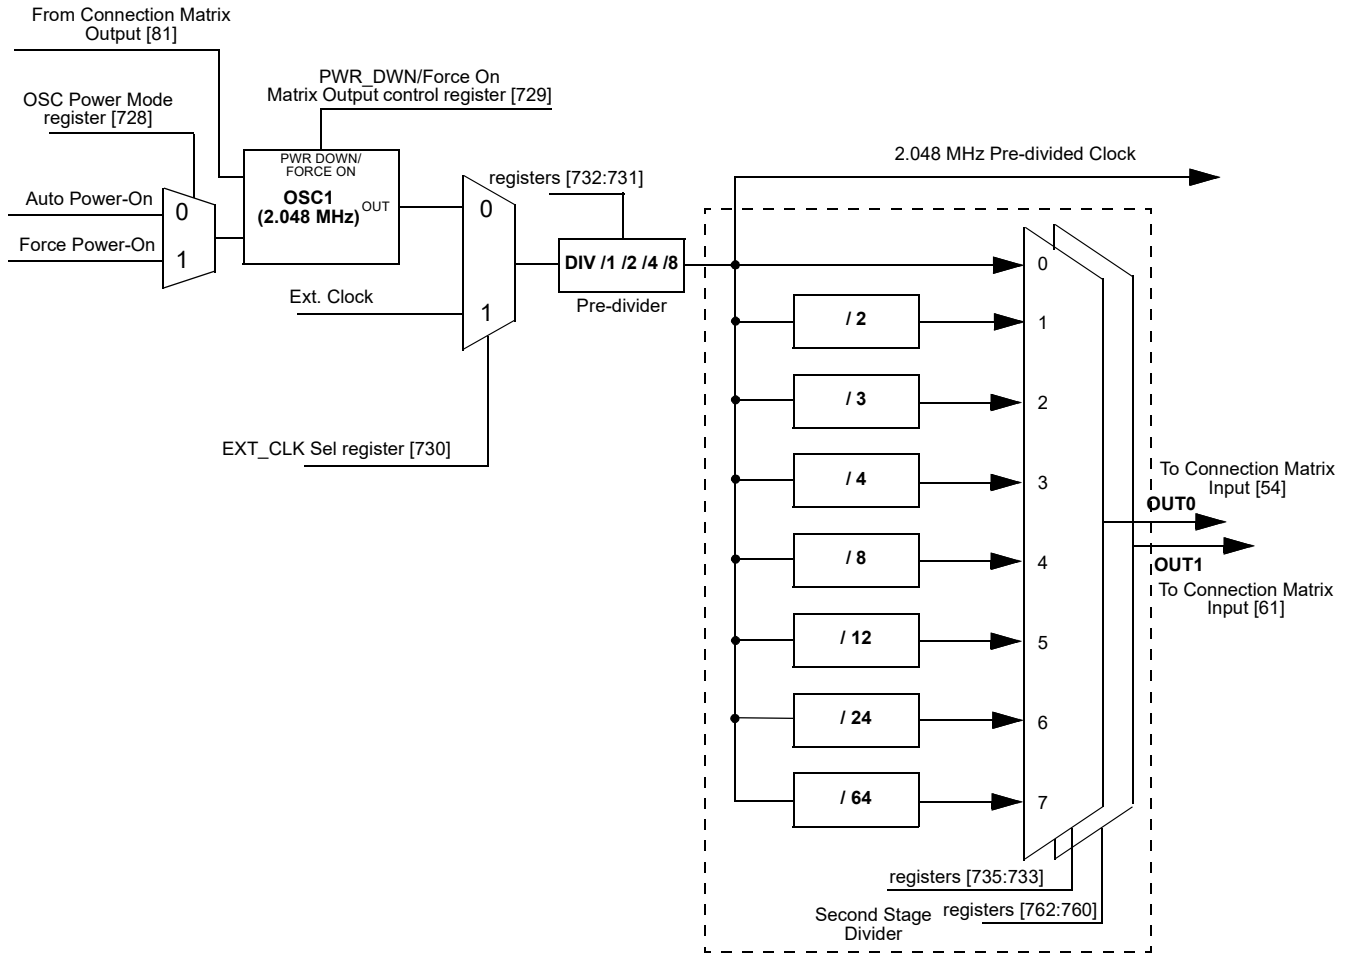 From Connection Matrix
Output [81]
PWR_DWN/Force On
Matrix Output control register [729]
OSC Power Mode
register [728]
PWR DOWN/
FORCE ON
OSC1
(2.048 MHz)
OUT
Auto Power-On
0
Force Power-On
1
0
1
Ext. Clock
EXT_CLK Sel register [730]
registers [732:731]
DIV /1 /2 /4 /8
Pre-divider
2.048 MHz Pre-divided Clock
0
/ 2
1
/ 3
2
/ 4
3
/ 8
4
/ 12
5
/ 24
6
/ 64
7
To Connection Matrix
Input [54]
OUT0
OUT1
To Connection Matrix
Input [61]
registers [735:733]
registers [762:760]
Second Stage
Divider